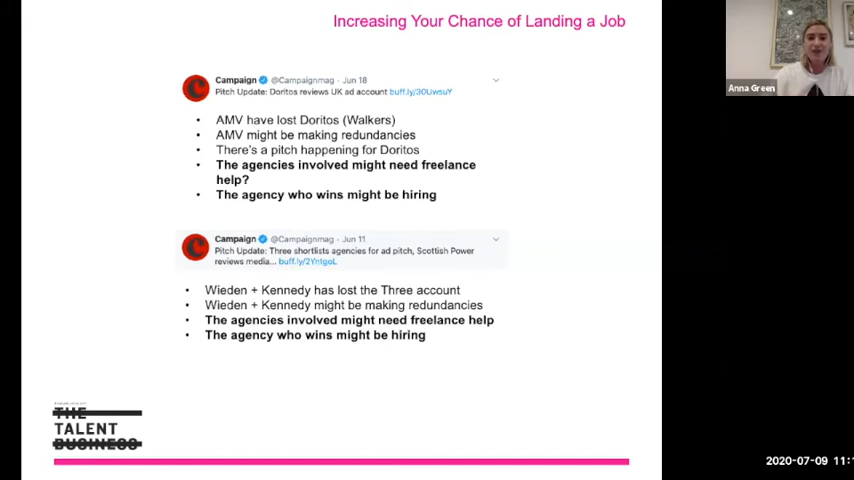 Increasing Your Chance of Landing a Job
Anna Green
Campaign @Campaignmag · Jun 18
Pitch Update: Doritos reviews UK ad account buff.ly/30UwsuY
• AMV have lost Doritos (Walkers)
• AMV might be making redundancies
• There's a pitch happening for Doritos
• The agencies involved might need freelance
help?
• The agency who wins might be hiring
Campaign @Campaignmag · Jun 11
Pitch Update: Three shortlists agencies for ad pitch, Scottish Power
reviews media... buff.ly/2YntgoL
• Wieden + Kennedy has lost the Three account
• Wieden + Kennedy might be making redundancies
• The agencies involved might need freelance help
• The agency who wins might be hiring
THE
TALENT
BUSINESS
2020-07-09 11:1